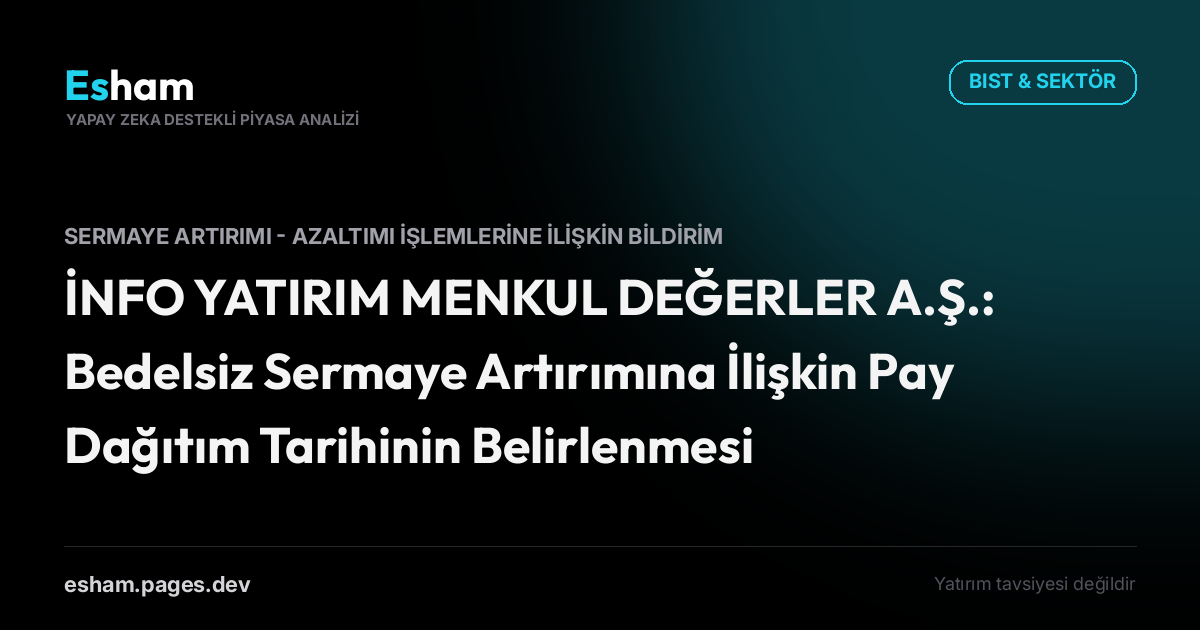 Esham
BIST & SEKTÖR
YAPAY ZEKA DESTEKLİ PİYASA ANALİZİ
SERMAYE ARTIRIMI - AZALTIMI İŞLEMLERİNE İLİŞKİN BİLDİRİM
İNFO YATIRIM MENKUL DEĞERLER A.Ş.:
Bedelsiz Sermaye Artırımına İlişkin Pay
Dağıtım Tarihinin Belirlenmesi
esham.pages.dev
Yatırım tavsiyesi değildir